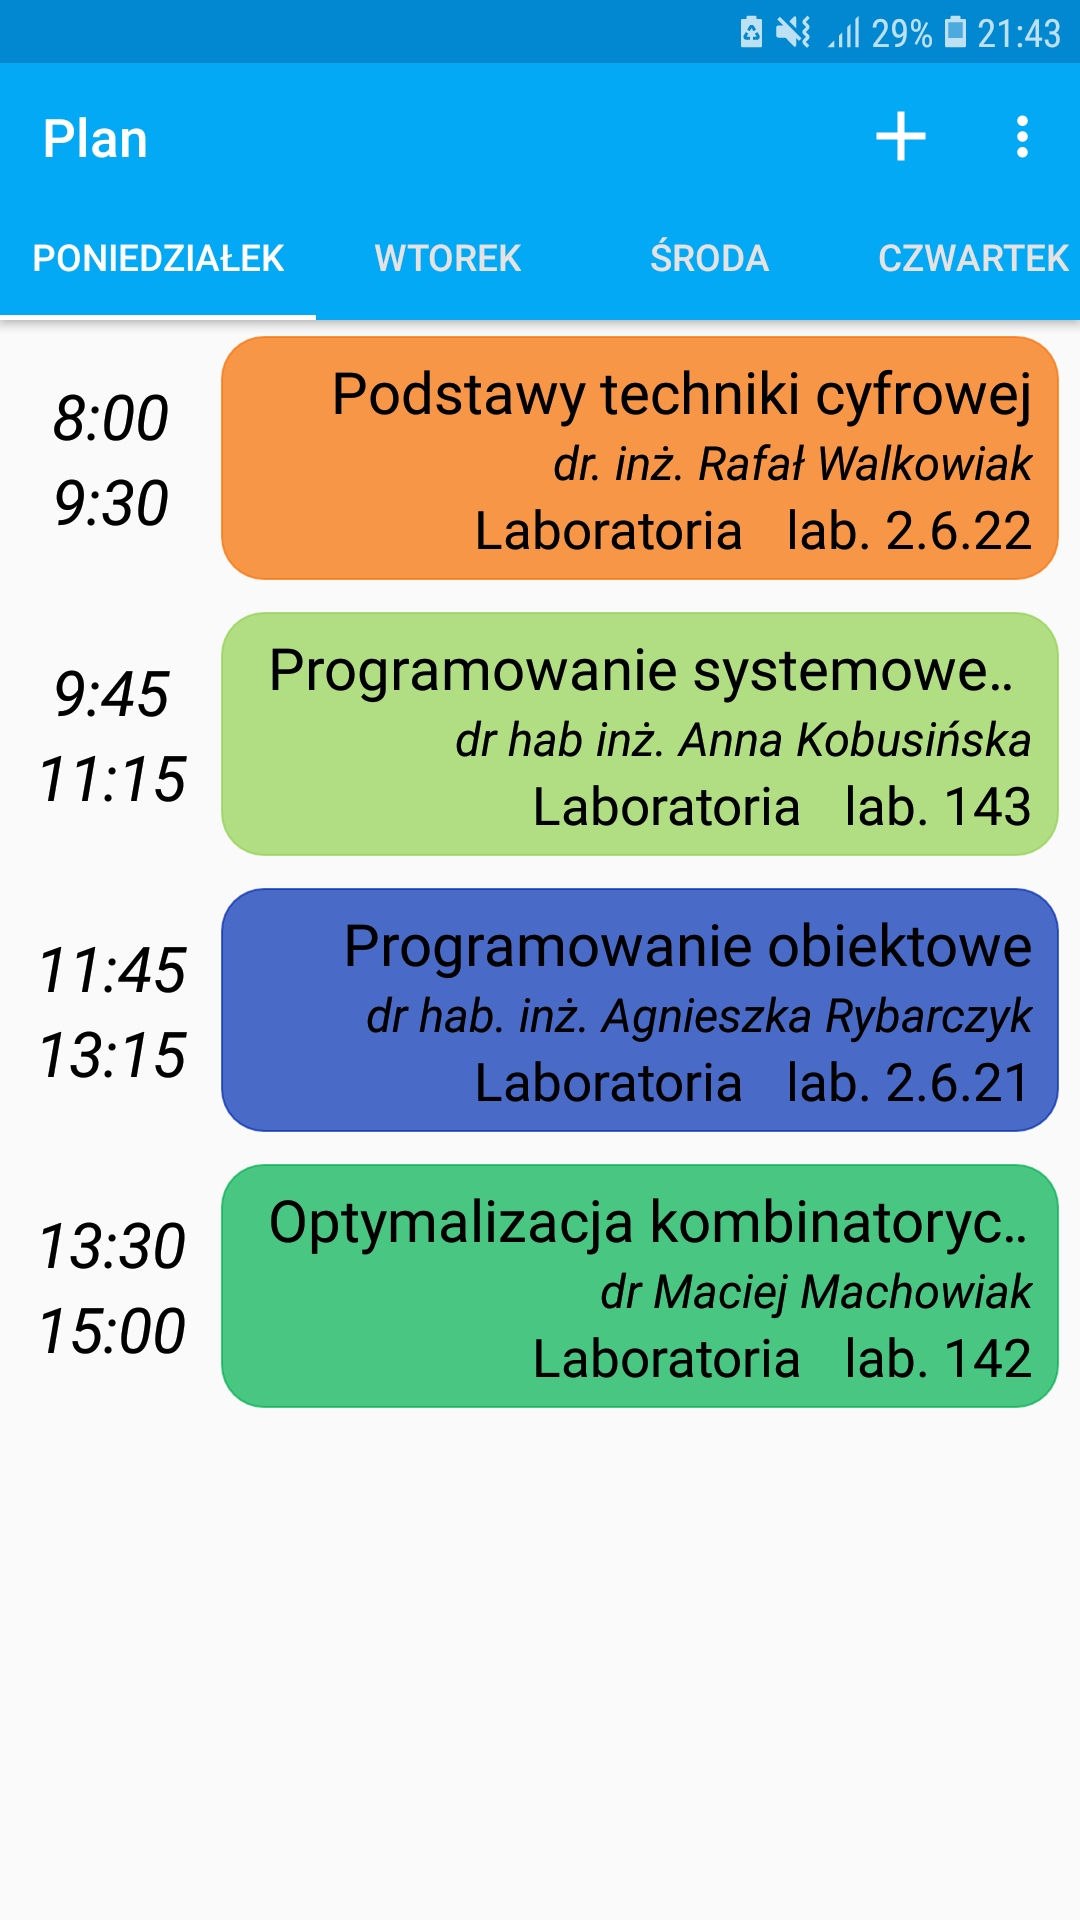 29% 21:43
Plan
PONIEDZIAŁEK WTOREK ŚRODA CZWARTEK
8:00
9:30
Podstawy techniki cyfrowej
dr. inż. Rafał Walkowiak
Laboratoria lab. 2.6.22
9:45
11:15
Programowanie systemowe..
dr hab inż. Anna Kobusińska
Laboratoria lab. 143
11:45
13:15
Programowanie obiektowe
dr hab. inż. Agnieszka Rybarczyk
Laboratoria lab. 2.6.21
13:30
15:00
Optymalizacja kombinatoryc..
dr Maciej Machowiak
Laboratoria lab. 142